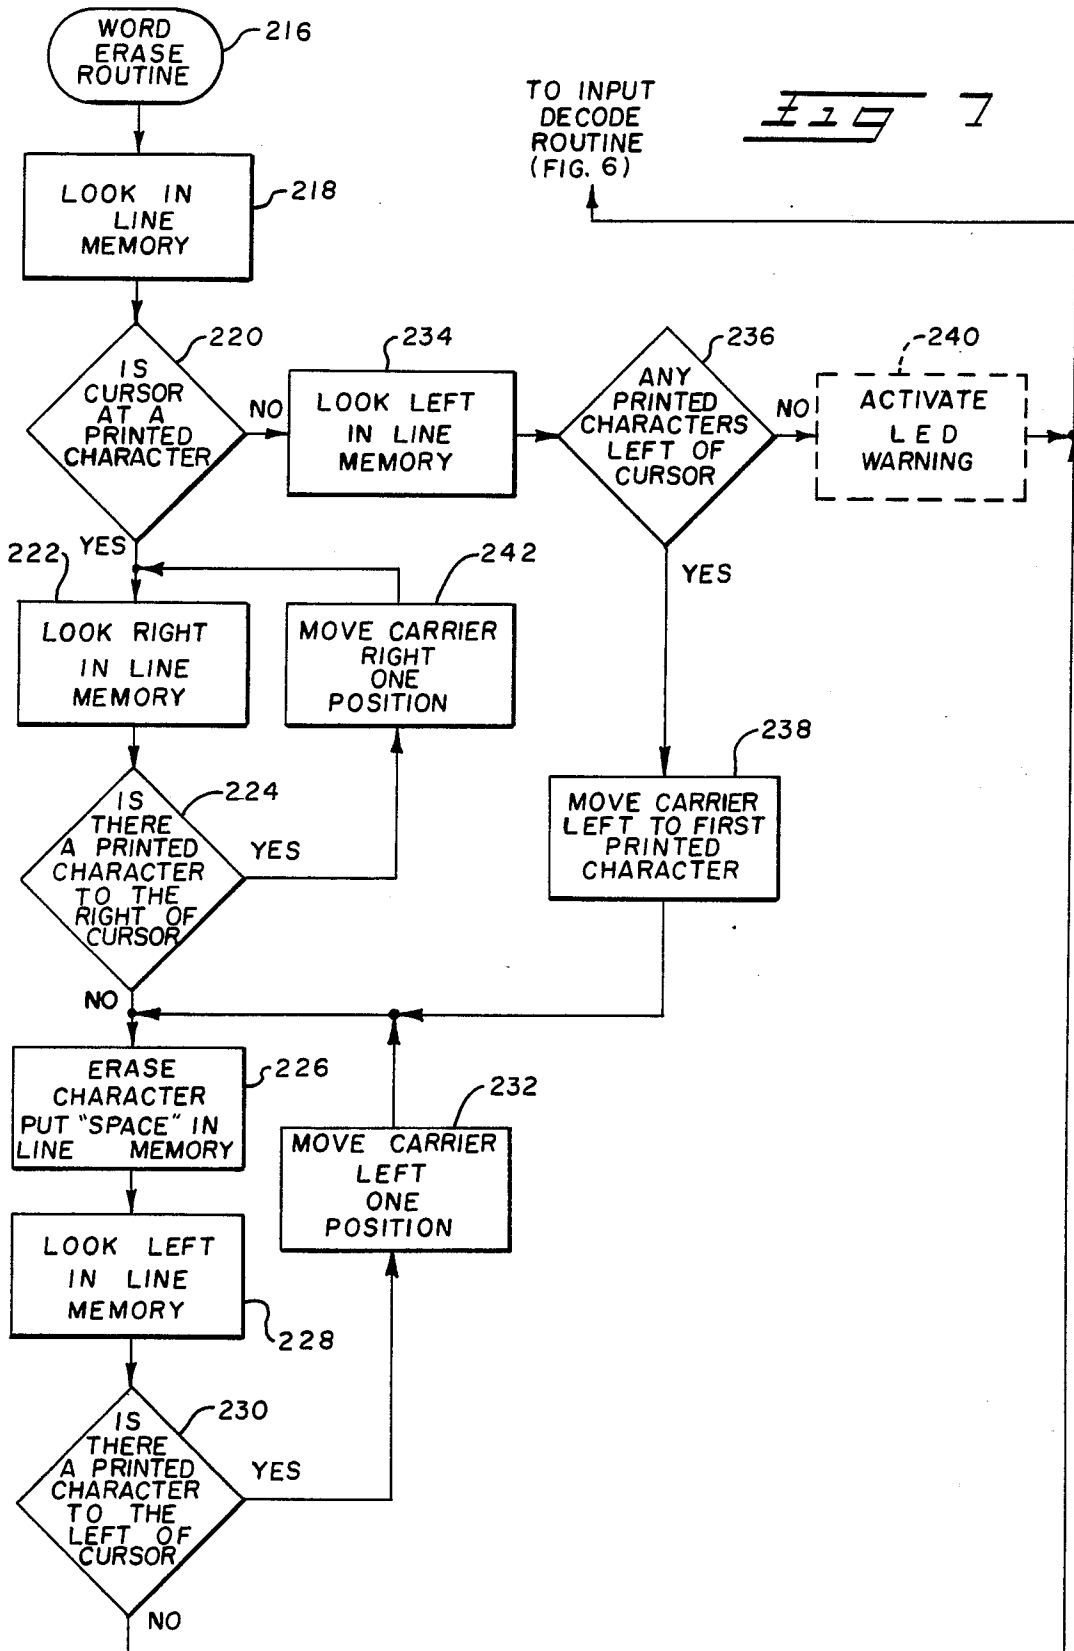 WORD
ERASE
ROUTINE
216
TO INPUT
DECODE
ROUTINE
(FIG. 6)
Fig 7
LOOK IN
LINE
MEMORY
218
IS
CURSOR
AT A
PRINTED
CHARACTER
220
NO
YES
LOOK LEFT
IN LINE
MEMORY
234
ANY
PRINTED
CHARACTERS
LEFT OF
CURSOR
236
NO
YES
ACTIVATE
LED
WARNING
240
222
LOOK RIGHT
IN LINE
MEMORY
242
MOVE CARRIER
RIGHT
ONE
POSITION
IS
THERE
A PRINTED
CHARACTER
TO THE
RIGHT OF
CURSOR
224
YES
NO
238
MOVE CARRIER
LEFT TO FIRST
PRINTED
CHARACTER
ERASE
CHARACTER
PUT "SPACE" IN
LINE MEMORY
226
232
MOVE CARRIER
LEFT
ONE
POSITION
LOOK LEFT
IN LINE
MEMORY
228
IS
THERE
A PRINTED
CHARACTER
TO THE
LEFT OF
CURSOR
230
YES
NO